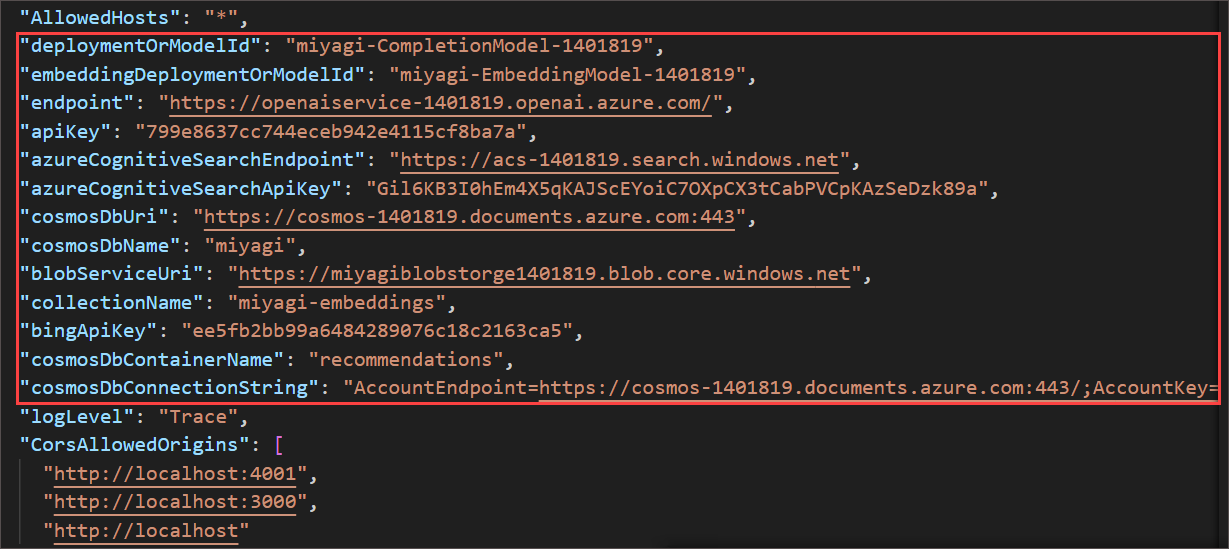 "AllowedHosts": "*",
"deploymentOrModelId": "miyagi-CompletionModel-1401819",
"embeddingDeploymentOrModelId": "miyagi-EmbeddingModel-1401819",
"endpoint": "https://openaiservice-1401819.openai.azure.com/",
"apiKey": "799e8637cc744eceb942e4115cf8ba7a",
"azureCognitiveSearchEndpoint": "https://acs-1401819.search.windows.net",
"azureCognitiveSearchApiKey": "Gil6KB3I0hEm4X5qKAJScEYoiC7OXpCX3tCabPVCpKAzSeDzk89a",
"cosmosDbUri": "https://cosmos-1401819.documents.azure.com:443",
"cosmosDbName": "miyagi",
"blobServiceUri": "https://miyagiblobstorge1401819.blob.core.windows.net",
"collectionName": "miyagi-embeddings",
"bingApiKey": "ee5fb2bb99a6484289076c18c2163ca5",
"cosmosDbContainerName": "recommendations",
"cosmosDbConnectionString": "AccountEndpoint=https://cosmos-1401819.documents.azure.com:443/;AccountKey=
"logLevel": "Trace",
"CorsAllowedOrigins": [
"http://localhost:4001",
"http://localhost:3000",
"http://localhost"